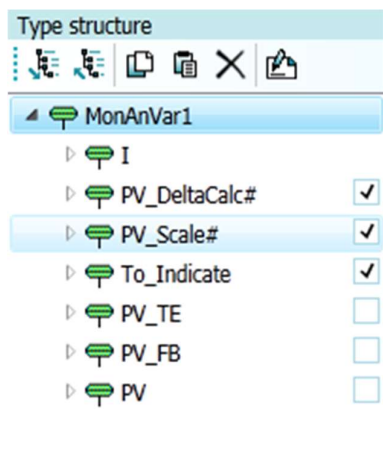 Type structure
MonAnVar1
I
PV_DeltaCalc#
PV_Scale#
To_Indicate
PV_TE
PV_FB
PV